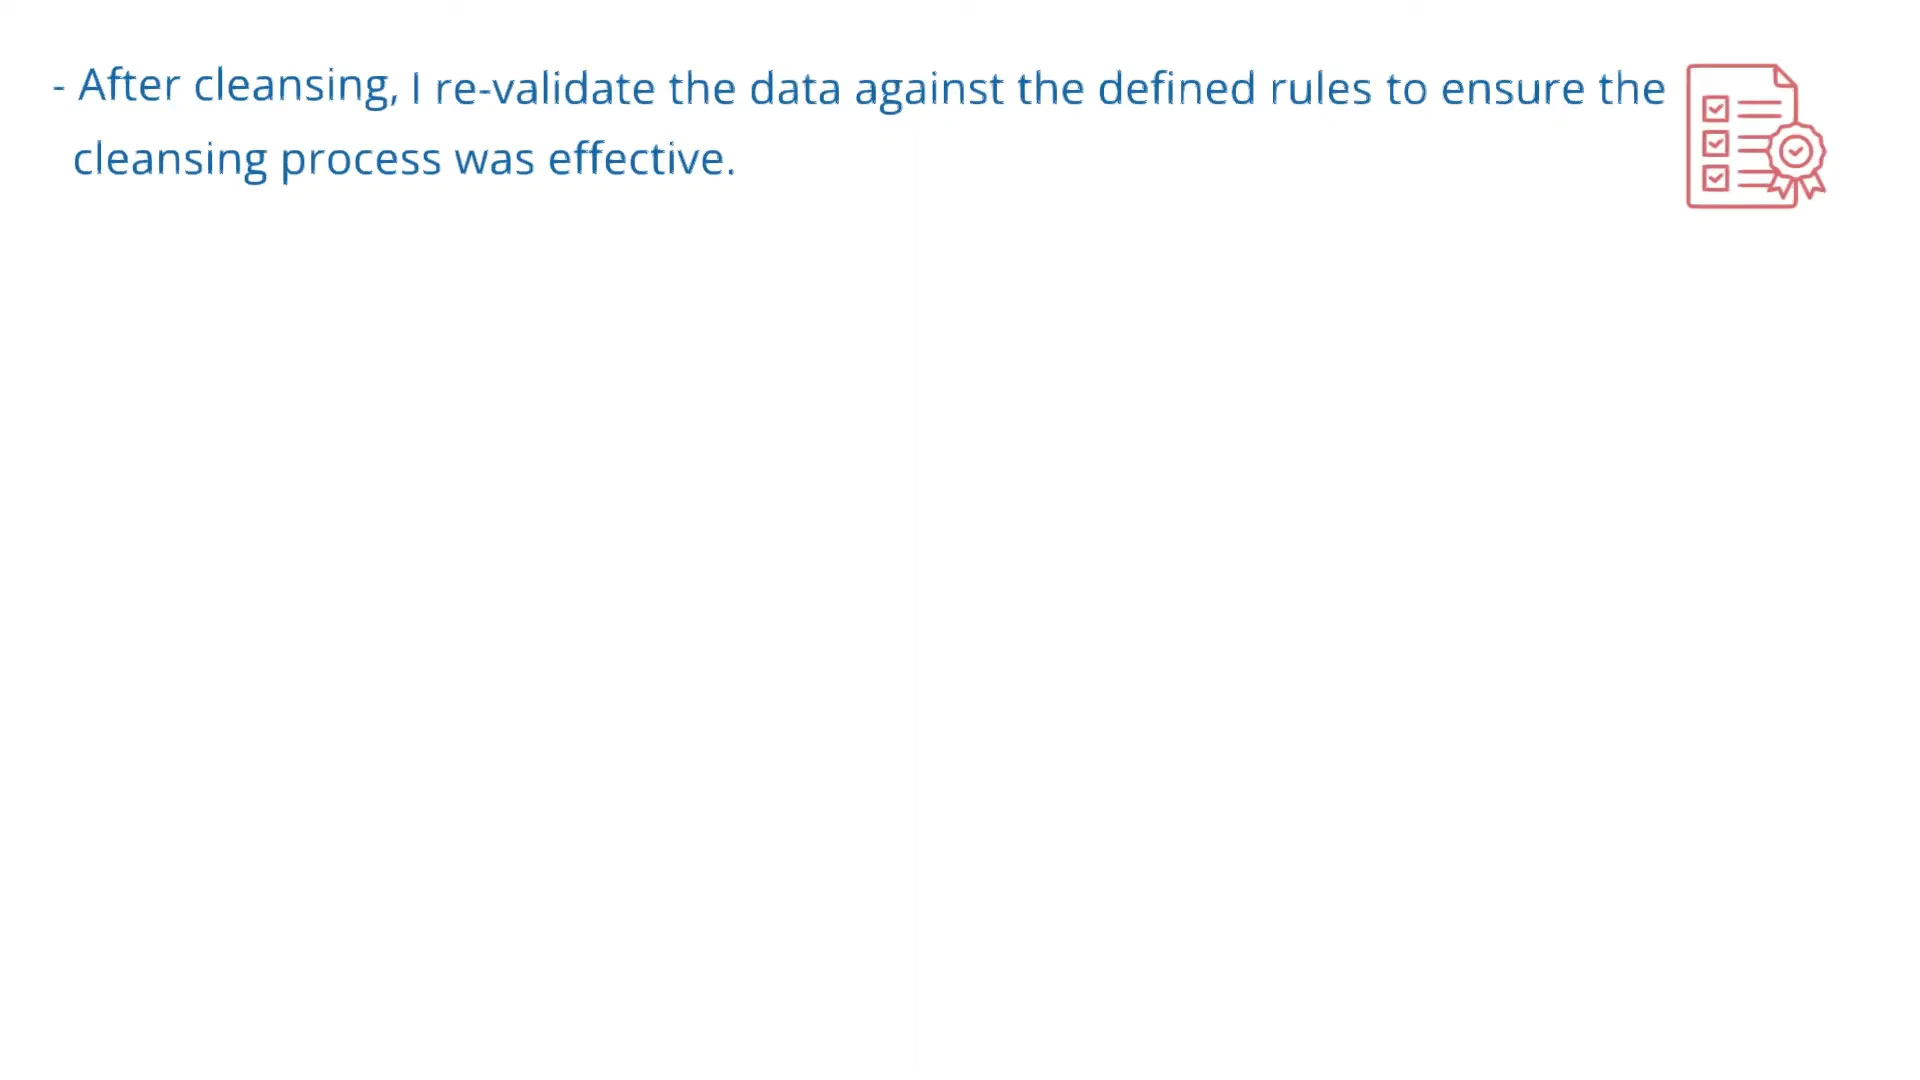 - After cleansing, I re-validate the data against the defined rules to ensure the
cleansing process was effective.